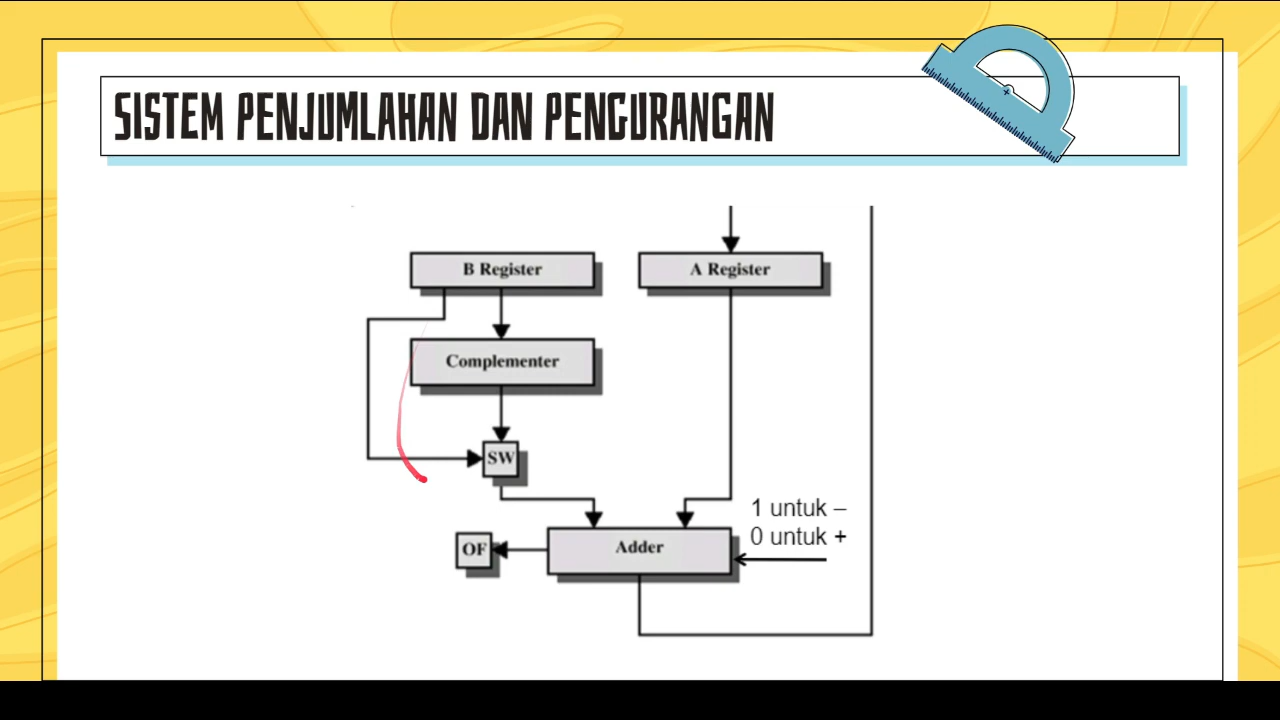 SISTEM PENJUMLAHAN DAN PENGURANGAN
B Register
A Register
Complementer
SW
1 untuk –
0 untuk +
OF
Adder